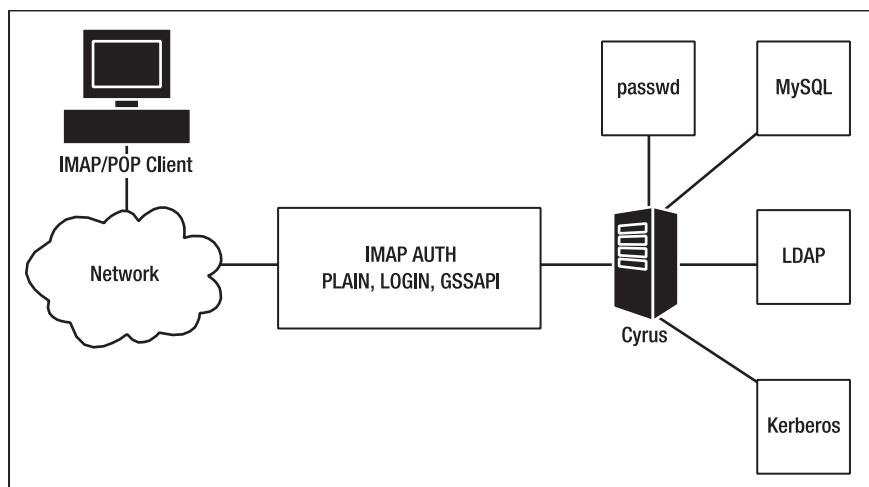 passwd
MySQL
IMAP/POP Client
Network
IMAP AUTH
PLAIN, LOGIN, GSSAPI
LDAP
Cyrus
Kerberos